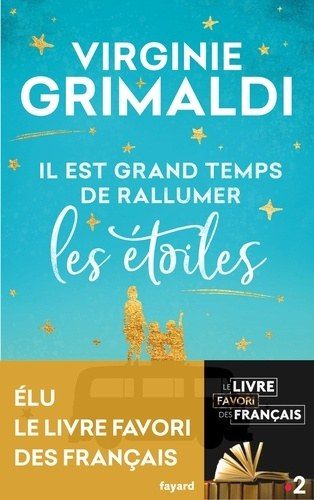 VIRGINIE
GRIMALDI
IL EST GRAND TEMPS
DE RALLUMER
les étoiles
ÉLU
LE LIVRE FAVORI
DES FRANÇAIS
LE LIVRE
FAVORI
DES FRANÇAIS
fayard
2